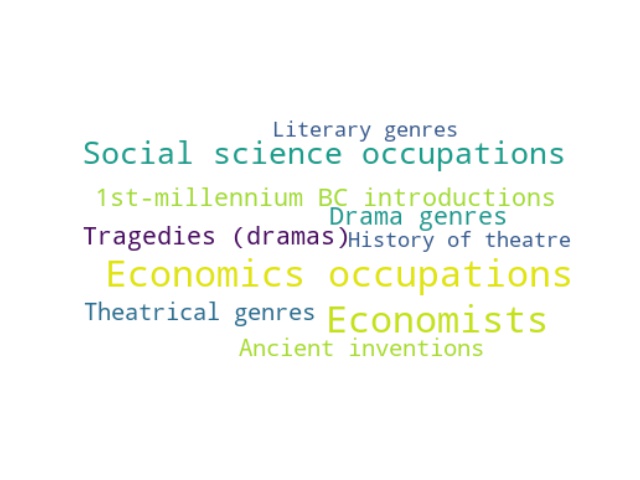 Literary genres
Social science occupations
1st-millennium BC introductions
Drama genres
Tragedies (dramas)
History of theatre
Economics occupations
Theatrical genres
Economists
Ancient inventions